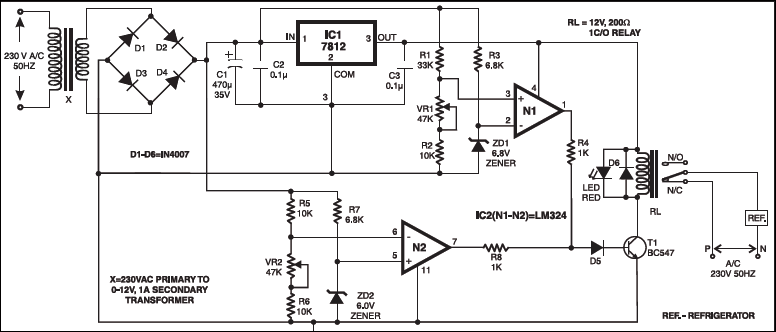 230 V A/C
50HZ
X
D1
D2
D3
D4
D1–D6=IN4007
C1
470µ
35V
C2
0.1µ
IN
1
IC1
7812
2
COM
3
OUT
3
C3
0.1µ
R1
33K
VR1
47K
R2
10K
R3
6.8K
ZD1
6.8V
ZENER
3
+
2
-
N1
4
1
R4
1K
RL = 12V, 200Ω
1C/O RELAY
LED
RED
D6
RL
N/O
N/C
REF.
P
N
A/C
230V 50HZ
T1
BC547
D5
IC2(N1-N2)=LM324
R5
10K
VR2
47K
R6
10K
R7
6.8K
ZD2
6.0V
ZENER
6
-
5
+
N2
7
11
R8
1K
X=230VAC PRIMARY TO
0-12V, 1A SECONDARY
TRANSFORMER
REF.– REFRIGERATOR